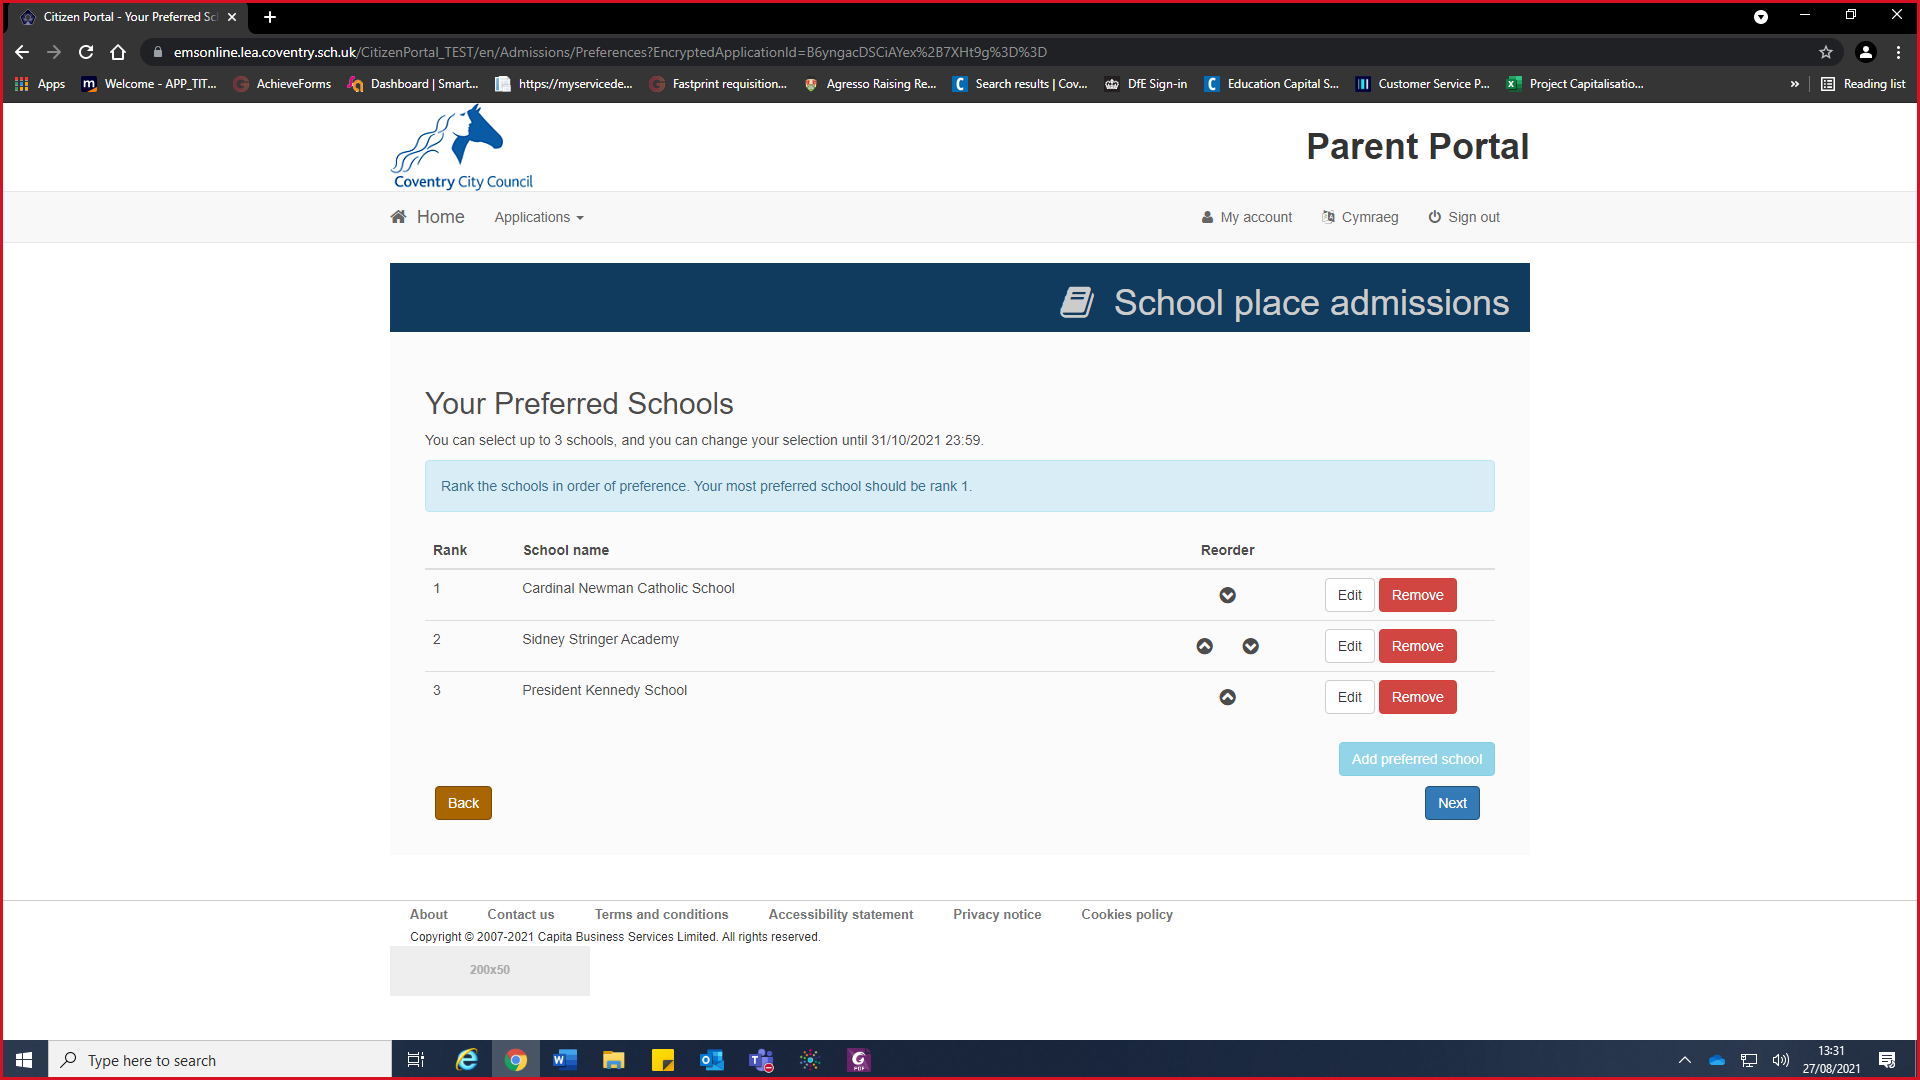 Citizen Portal - Your Preferred Sc
emsonline.lea.coventry.sch.uk/CitizenPortal_TEST/en/Admissions/Preferences?EncryptedApplicationId=B6yngacDSCiAYex%2B7XHt9g%3D%3D
Apps Welcome - APP_TIT... AchieveForms Dashboard | Smart... https://myservicede... Fastprint requisition... Agresso Raising Re... Search results | Cov... DfE Sign-in Education Capital S... Customer Service P... Project Capitalisatio... » Reading list
Coventry City Council
Parent Portal
Home Applications My account Cymraeg Sign out
School place admissions
Your Preferred Schools
You can select up to 3 schools, and you can change your selection until 31/10/2021 23:59.
Rank the schools in order of preference. Your most preferred school should be rank 1.
Rank School name Reorder
1 Cardinal Newman Catholic School Edit Remove
2 Sidney Stringer Academy Edit Remove
3 President Kennedy School Edit Remove
Add preferred school
Back Next
About Contact us Terms and conditions Accessibility statement Privacy notice Cookies policy
Copyright © 2007-2021 Capita Business Services Limited. All rights reserved.
200x50
Type here to search
13:31
27/08/2021